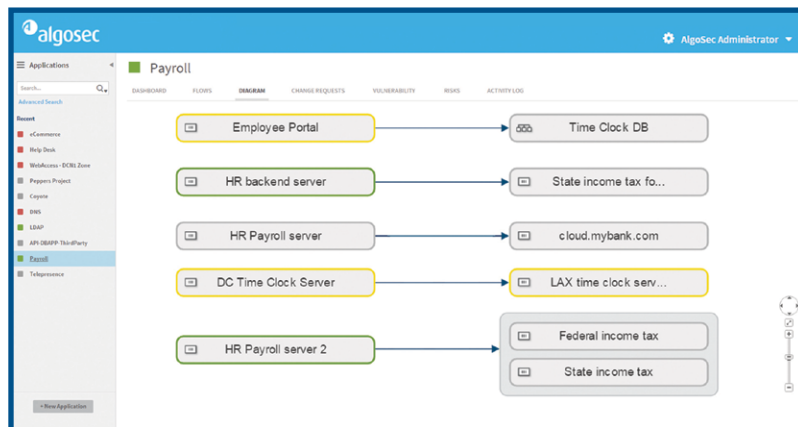 algosec
AlgoSec Administrator
Applications
Search...
Advanced Search
Recent
eCommerce
Help Desk
WebAccess - DCN1 Zone
Peppers Project
Coyote
DNS
LDAP
API-DBAPP-ThirdParty
Payroll
Telepresence
+ New Application
Payroll
DASHBOARD FLOWS DIAGRAM CHANGE REQUESTS VULNERABILITY RISKS ACTIVITY LOG
Employee Portal Time Clock DB
HR backend server State income tax fo...
HR Payroll server cloud.mybank.com
DC Time Clock Server LAX time clock serv...
HR Payroll server 2 Federal income tax
State income tax